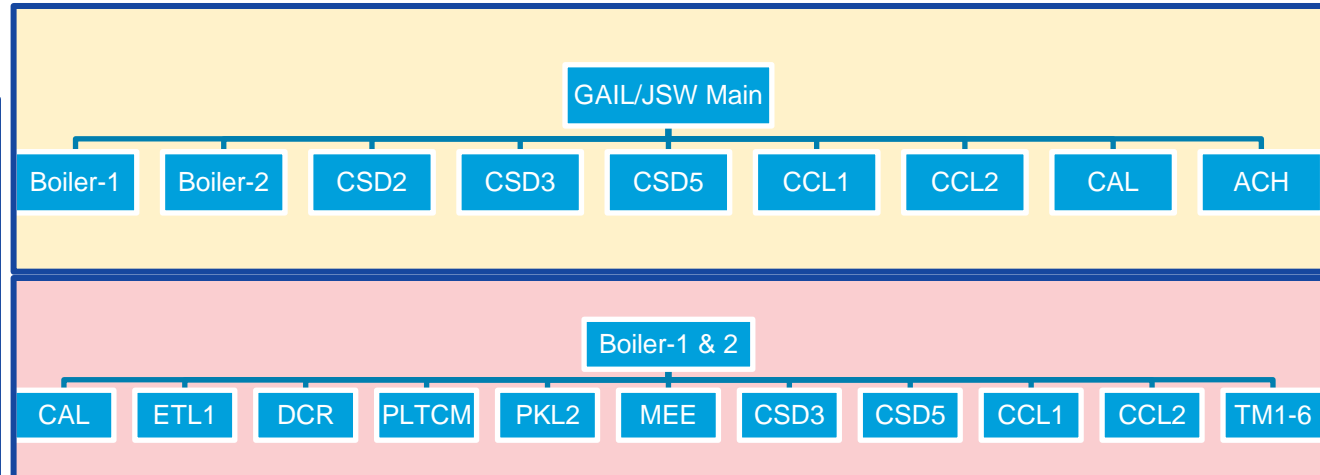 GAIL/JSW Main
Boiler-1 Boiler-2 CSD2 CSD3 CSD5 CCL1 CCL2 CAL ACH
Boiler-1 & 2
CAL ETL1 DCR PLTCM PKL2 MEE CSD3 CSD5 CCL1 CCL2 TM1-6